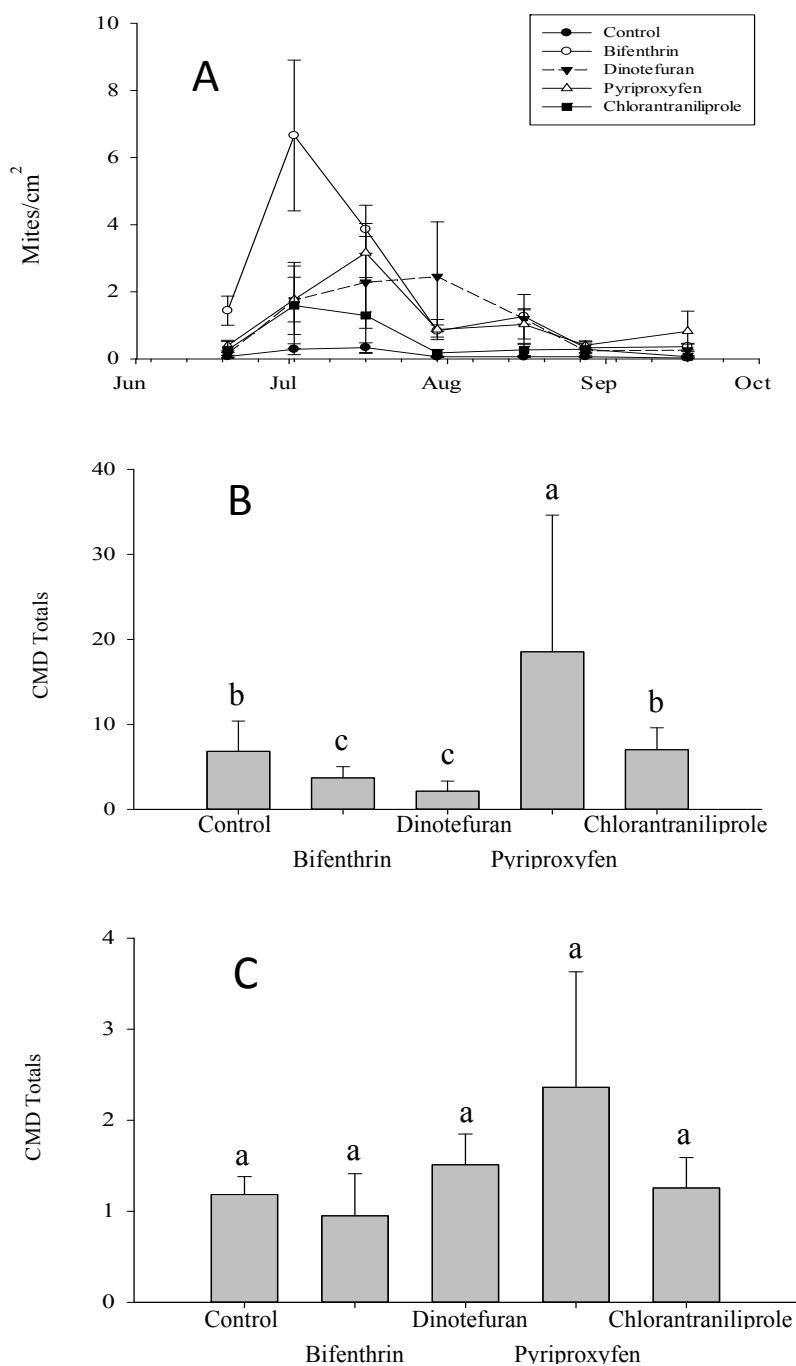 10
8
6
4
2
0
Mites/cm²
A
Control
Bifenthrin
Dinotefuran
Pyriproxyfen
Chlorantraniliprole
Jun Jul Aug Sep Oct
40
30
20
10
0
CMD Totals
B
b
c
c
a
b
Control Dinotefuran Chlorantraniliprole
Bifenthrin Pyriproxyfen
4
3
2
1
0
CMD Totals
C
a
a
a
a
a
Control Dinotefuran Chlorantraniliprole
Bifenthrin Pyriproxyfen